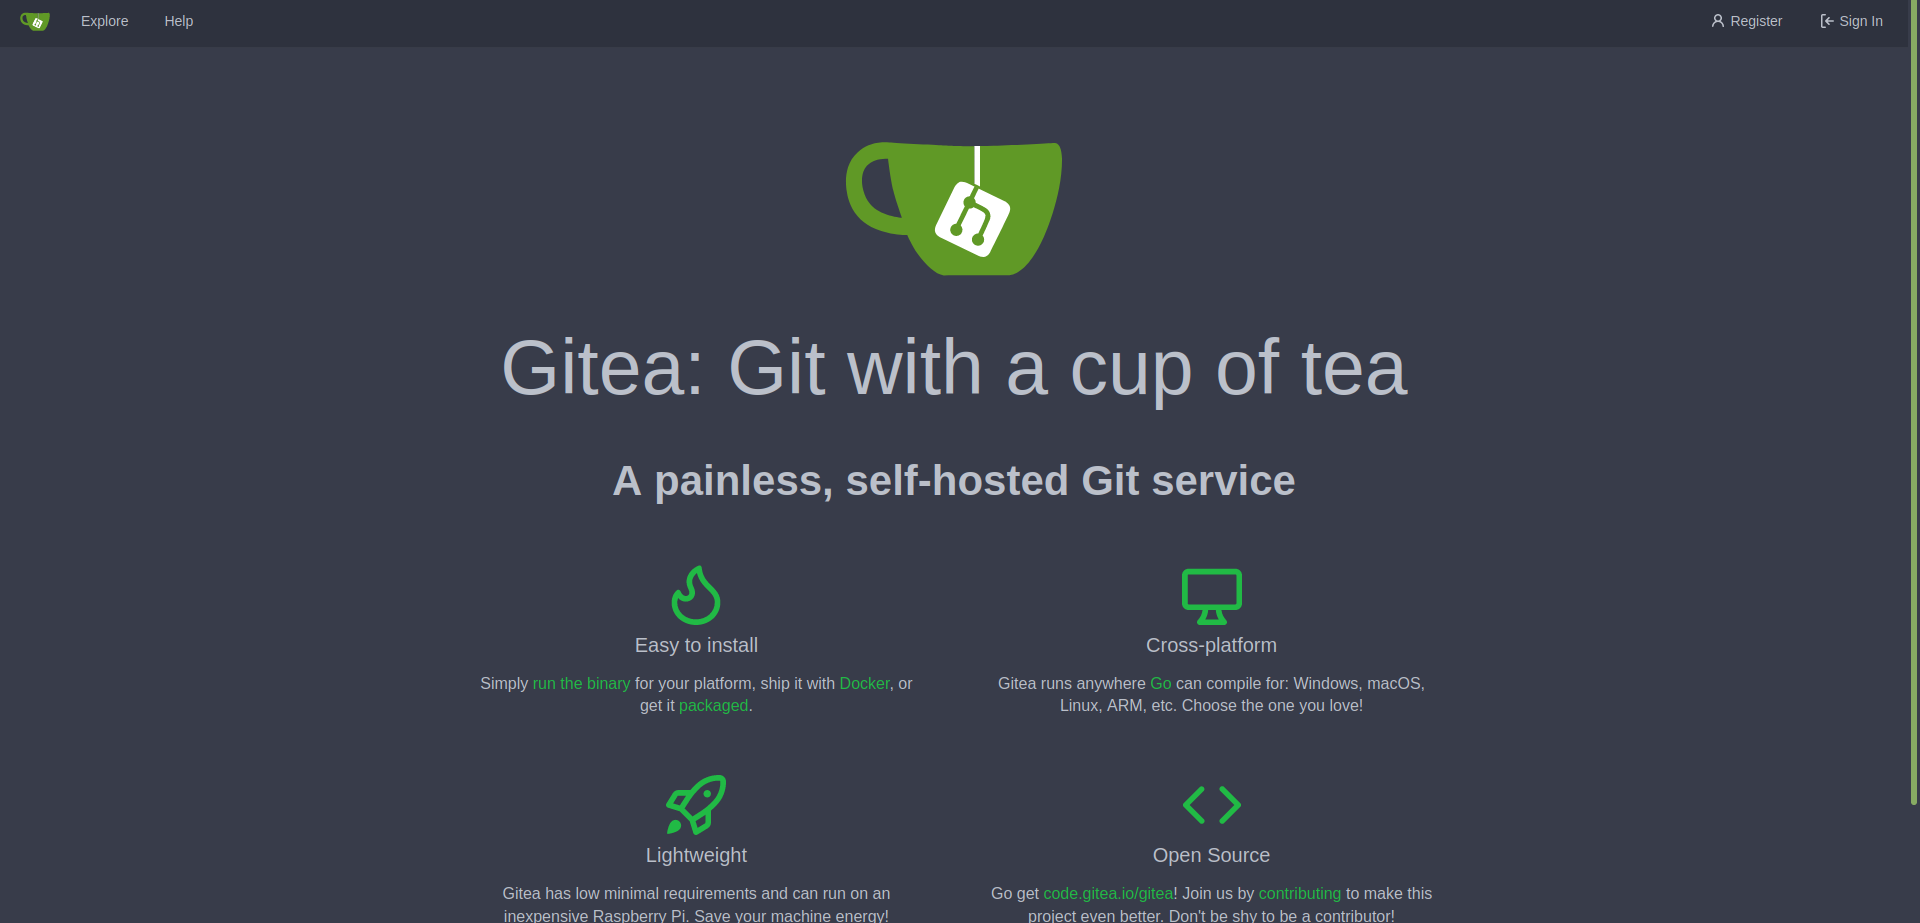 Explore
Help
Register
Sign In
Gitea: Git with a cup of tea
A painless, self-hosted Git service
Easy to install
Simply run the binary for your platform, ship it with Docker, or
get it packaged.
Cross-platform
Gitea runs anywhere Go can compile for: Windows, macOS,
Linux, ARM, etc. Choose the one you love!
Lightweight
Gitea has low minimal requirements and can run on an
inexpensive Raspberry Pi. Save your machine energy!
Open Source
Go get code.gitea.io/gitea! Join us by contributing to make this
project even better. Don't be shy to be a contributor!